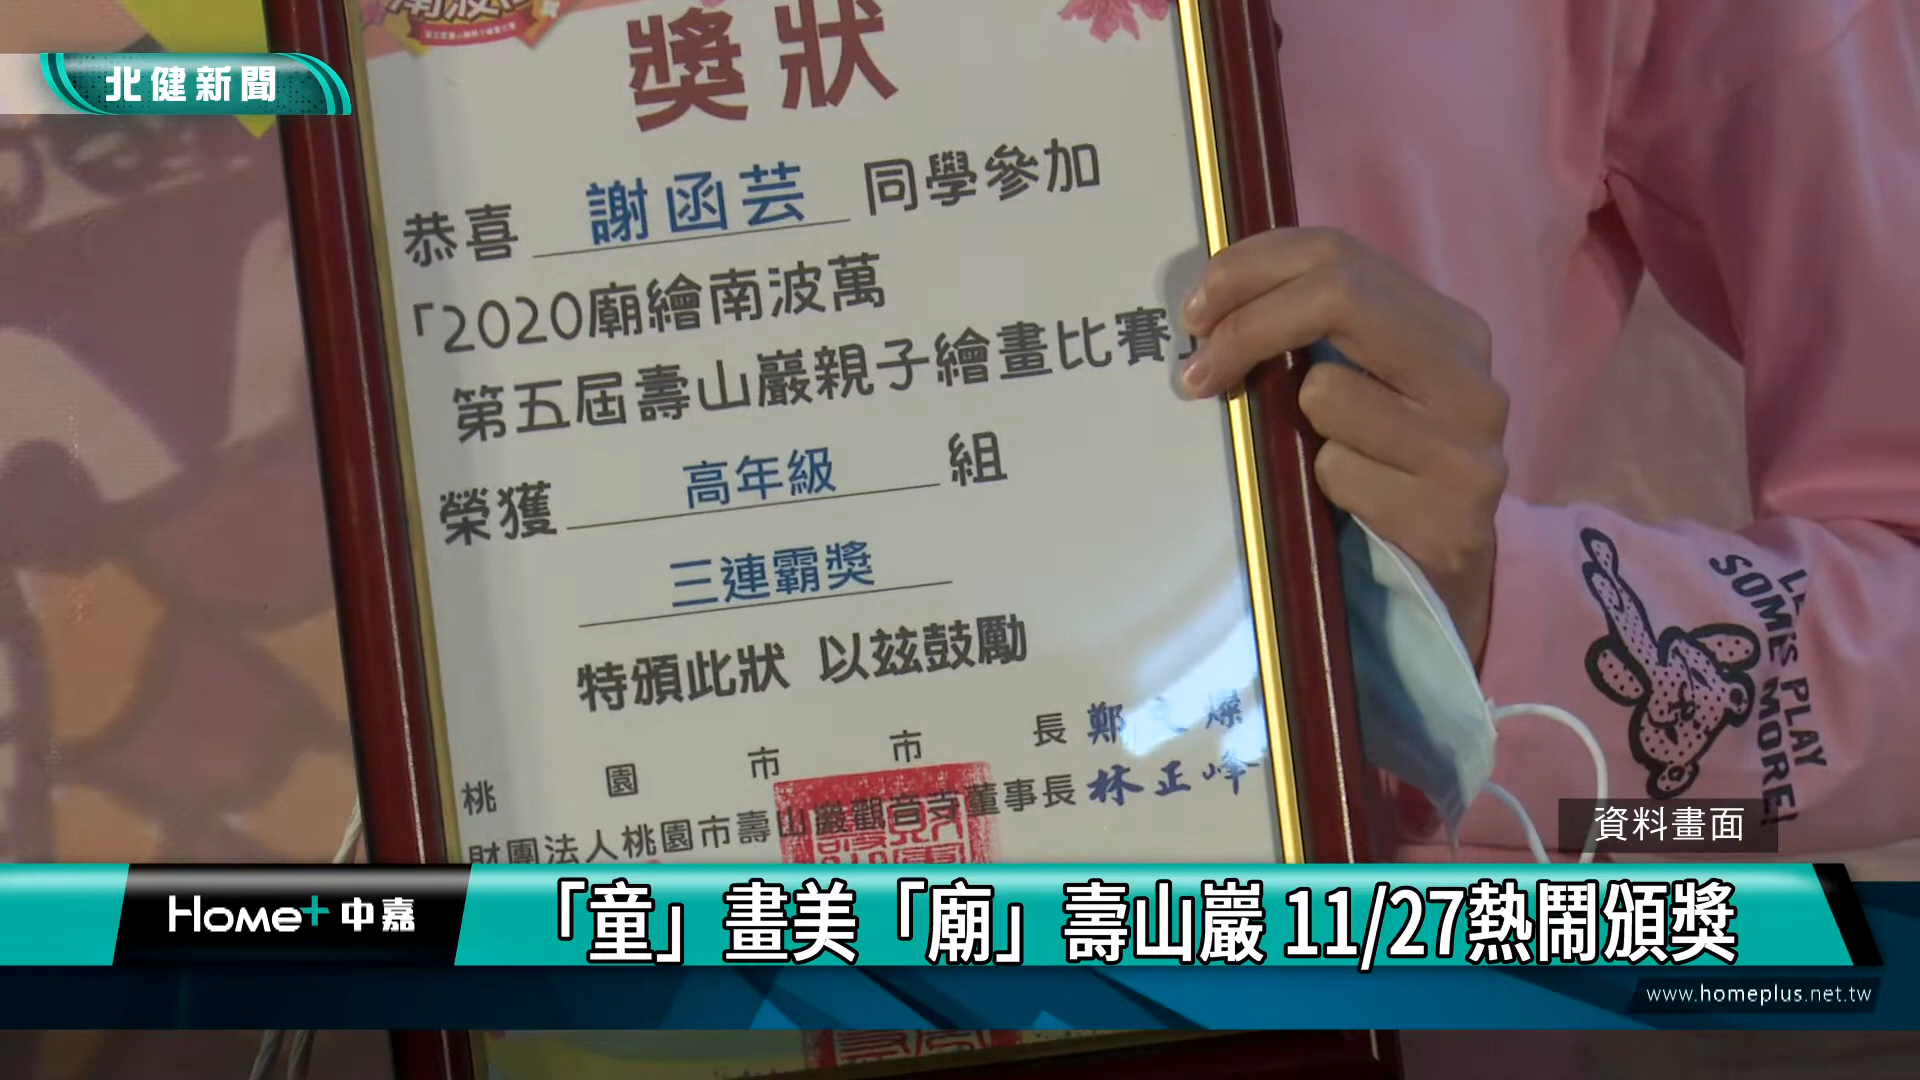 北健新聞
獎狀
恭喜 謝函芸 同學參加
「2020廟繪南波萬
第五屆壽山巖親子繪畫比賽」
榮獲 高年級 組
三連霸獎
特頒此狀 以茲鼓勵
桃園市市長 鄭文燦
財團法人桃園市壽山巖觀音寺董事長 林正峰
LET'S PLAY
SOME MORE!
資料畫面
Home+中嘉
「童」畫美「廟」壽山巖 11/27熱鬧頒獎
www.homeplus.net.tw